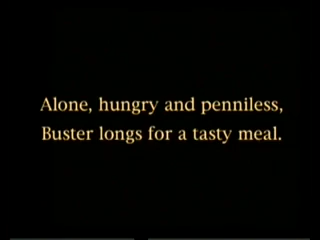 Alone, hungry and penniless,
Buster longs for a tasty meal.